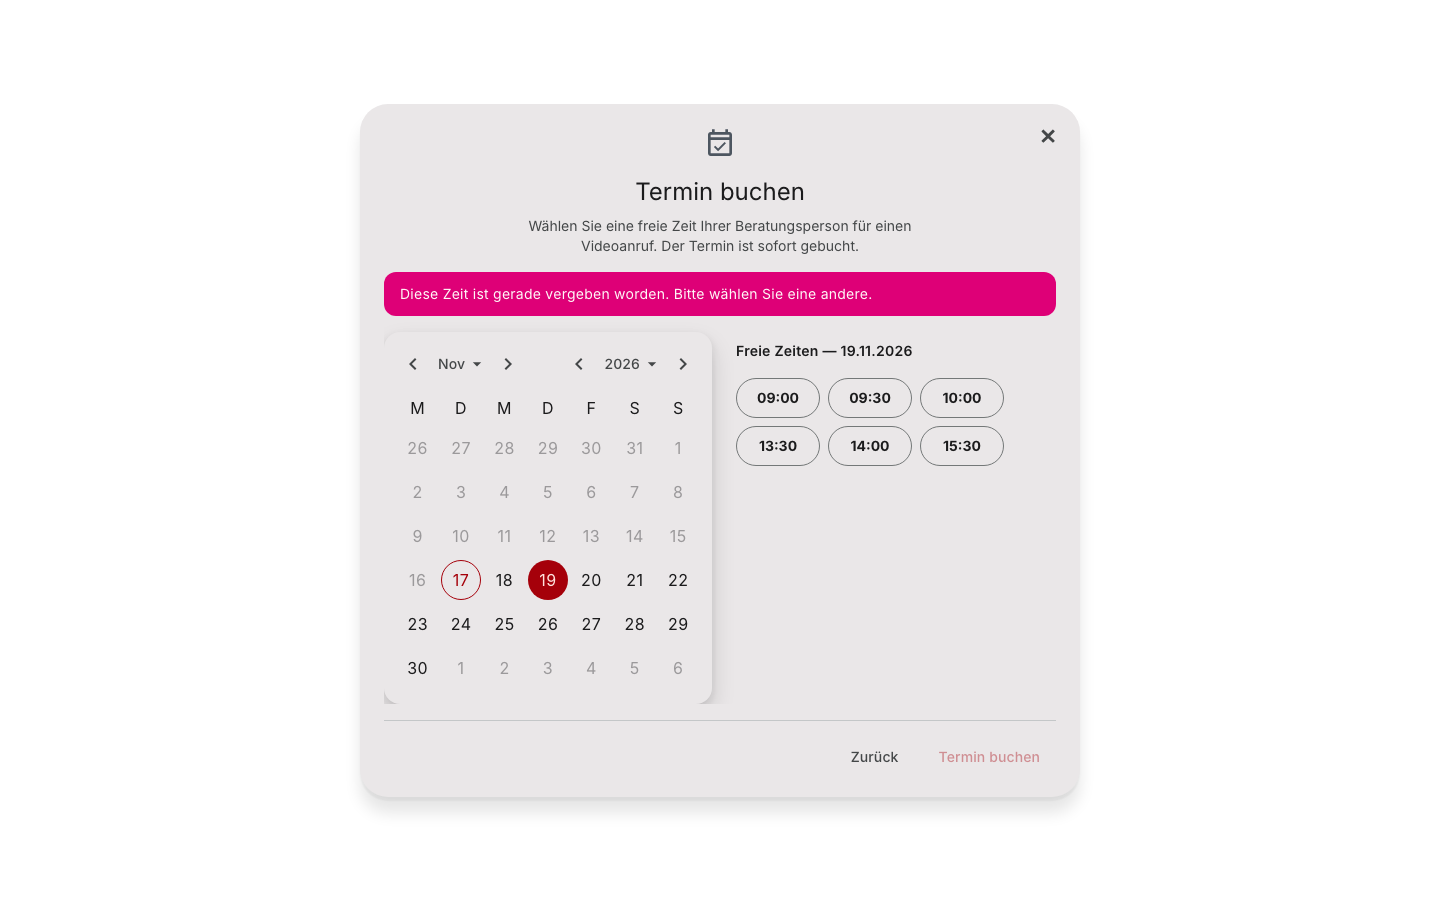 Termin buchen
Wählen Sie eine freie Zeit Ihrer Beratungsperson für einen
Videoanruf. Der Termin ist sofort gebucht.
Diese Zeit ist gerade vergeben worden. Bitte wählen Sie eine andere.
Nov 2026
M D M D F S S
26 27 28 29 30 31 1
2 3 4 5 6 7 8
9 10 11 12 13 14 15
16 17 18 19 20 21 22
23 24 25 26 27 28 29
30 1 2 3 4 5 6
Freie Zeiten — 19.11.2026
09:00 09:30 10:00
13:30 14:00 15:30
Zurück Termin buchen